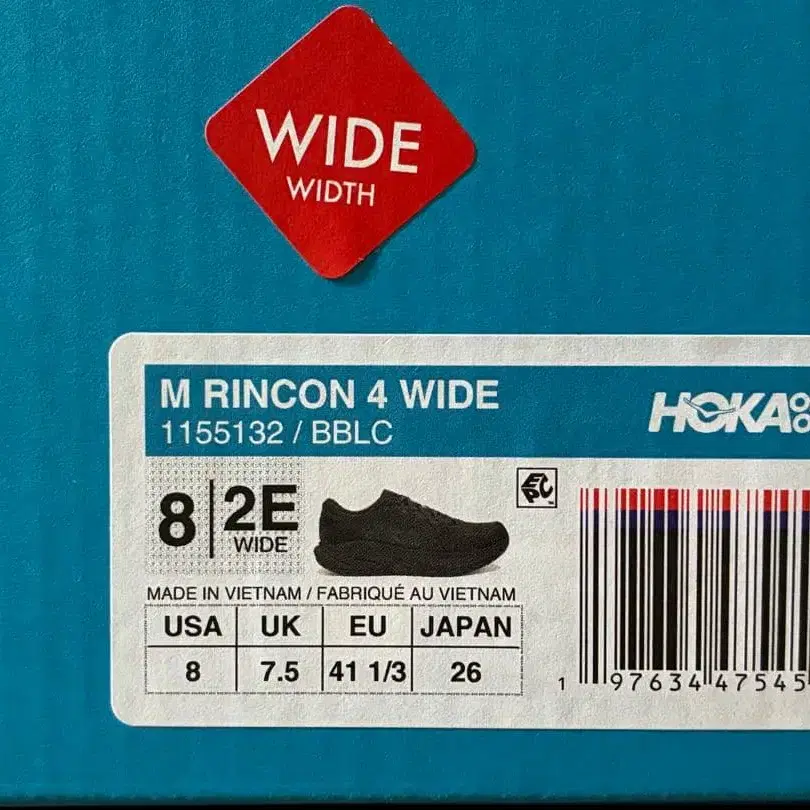 WIDE
WIDTH
M RINCON 4 WIDE
1155132 / BBLC
HOKA
8 2E
WIDE
MADE IN VIETNAM / FABRIQUÉ AU VIETNAM
USA UK EU JAPAN
8 7.5 41 1/3 26
1 97634 47545